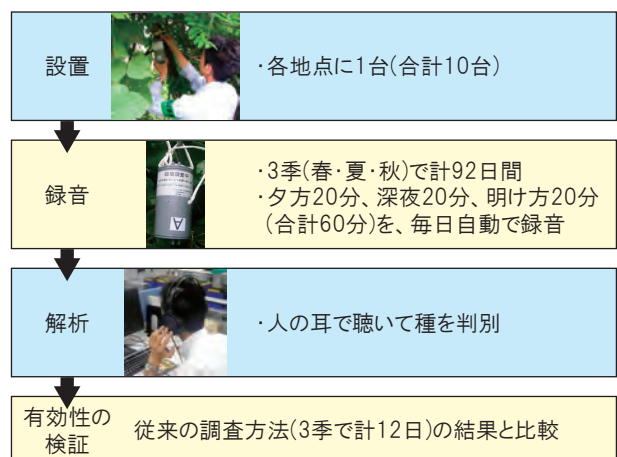 設置
・各地点に1台(合計10台)
録音
・3季(春・夏・秋)で計92日間
・夕方20分、深夜20分、明け方20分
(合計60分)を、毎日自動で録音
A
解析
・人の耳で聴いて種を判別
有効性の
検証
従来の調査方法(3季で計12日)の結果と比較